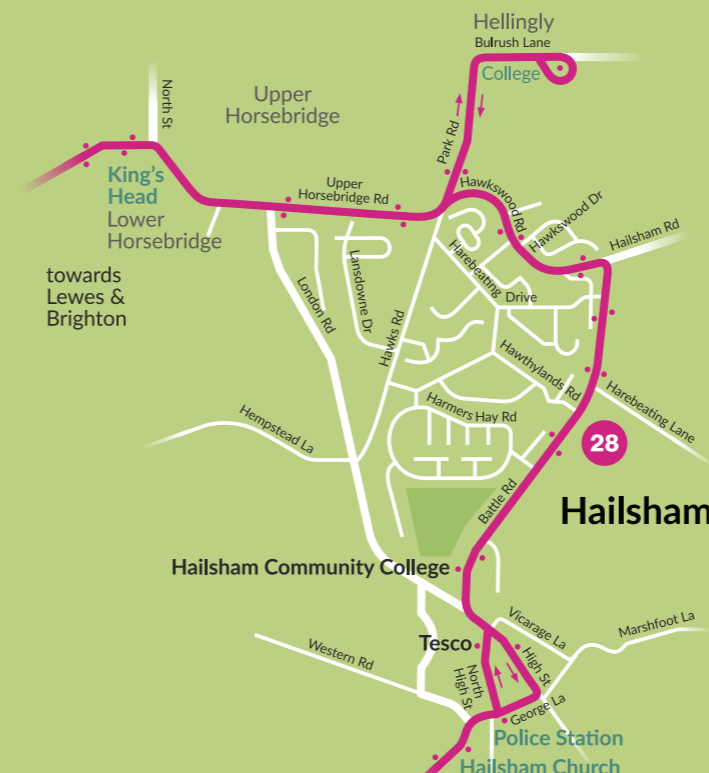 Hellingly
Bulrush Lane
College
North St
Upper
Horsebridge
Park Rd
King's
Head
Lower
Horsebridge
Upper
Horsebridge Rd
Hawkswood Rd
Hawkswood Dr
Hailsham Rd
towards
Lewes &
Brighton
London Rd
Lansdowne Dr
Hawks Rd
Harebeating
Drive
Hawthylands Rd
Harebeating Lane
Hempstead La
Harmers Hay Rd
28
Battle Rd
Hailsham
Hailsham Community College
Vicarage La
Marshfoot La
Tesco
Western Rd
North
High St
High St
George La
Police Station
Hailsham Church